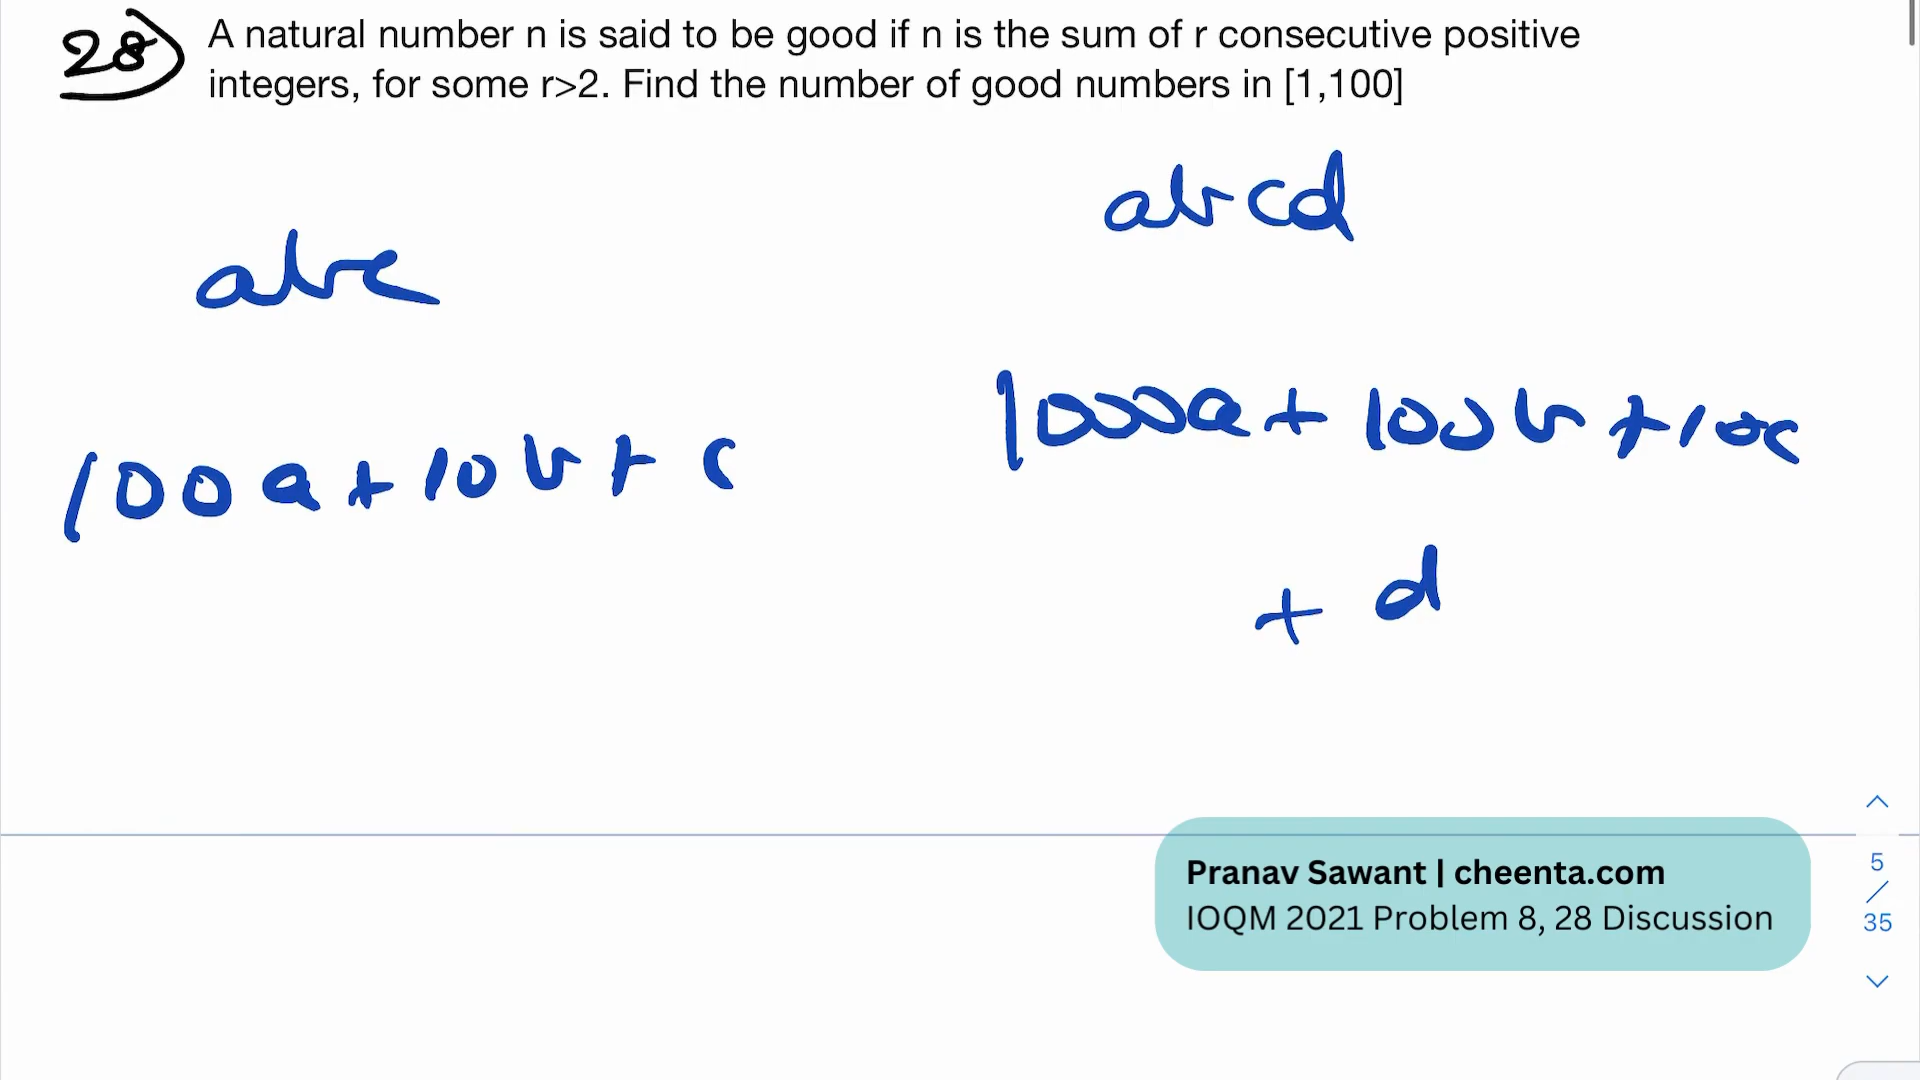 28) A natural number n is said to be good if n is the sum of r consecutive positive
integers, for some r>2. Find the number of good numbers in [1,100]
abcd
abc
1000a + 100b + 10c
100a + 10b + c
+ d
Pranav Sawant | cheenta.com
IOQM 2021 Problem 8, 28 Discussion
5
/
35